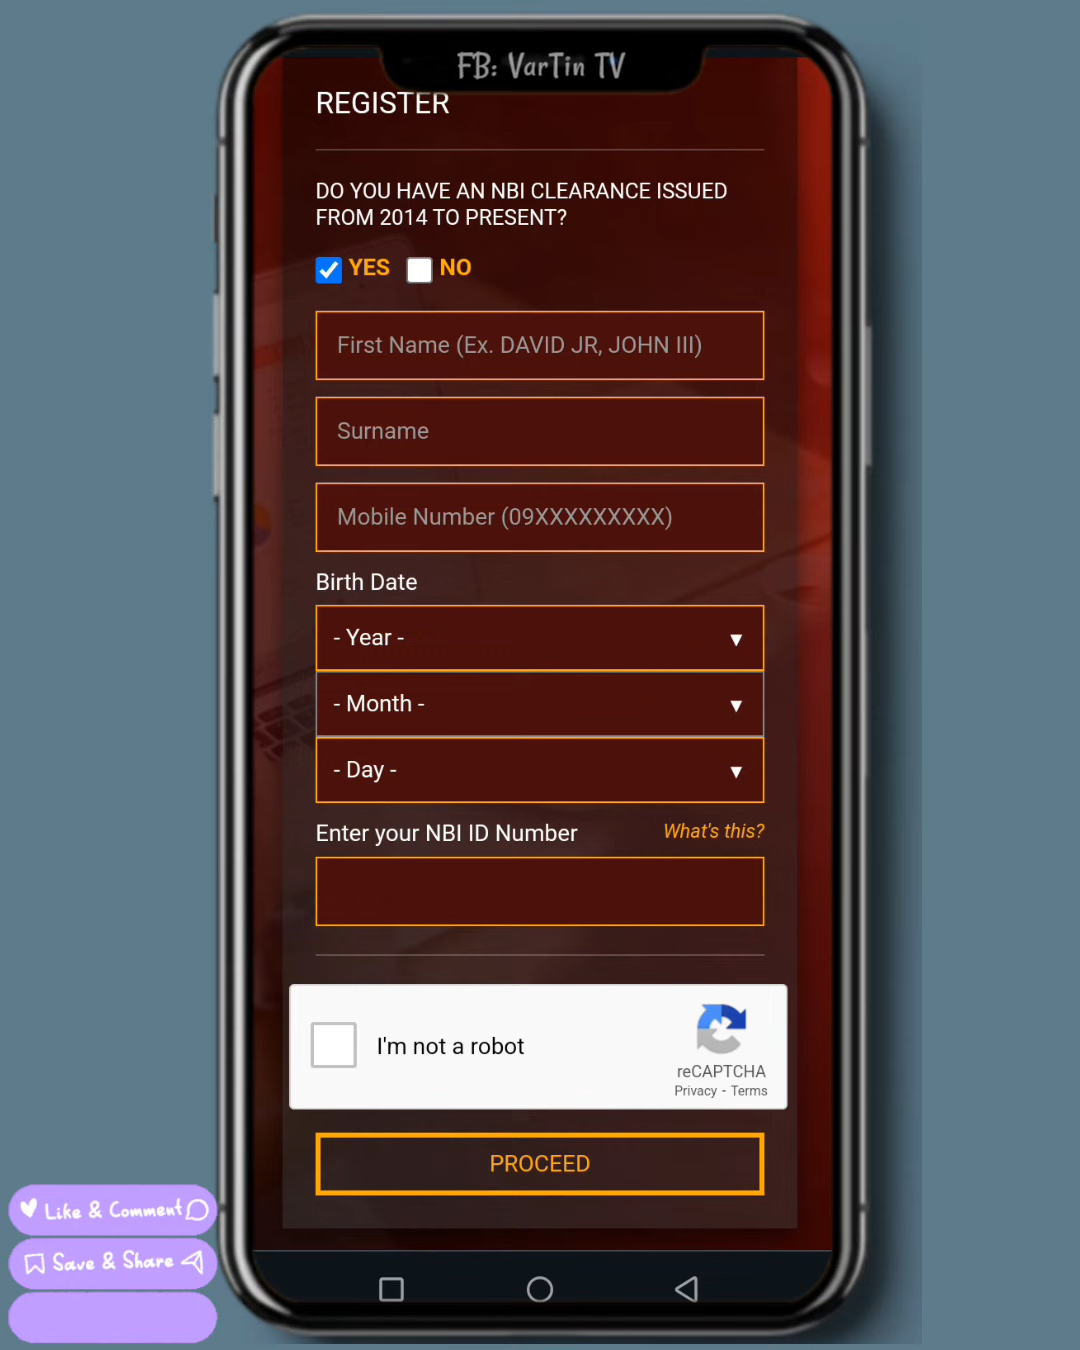 FB: VarTin TV
REGISTER
DO YOU HAVE AN NBI CLEARANCE ISSUED
FROM 2014 TO PRESENT?
YES NO
First Name (Ex. DAVID JR, JOHN III)
Surname
Mobile Number (09XXXXXXXXX)
Birth Date
- Year -
- Month -
- Day -
Enter your NBI ID Number What's this?
I'm not a robot
reCAPTCHA
Privacy - Terms
PROCEED
Like & Comment
Save & Share